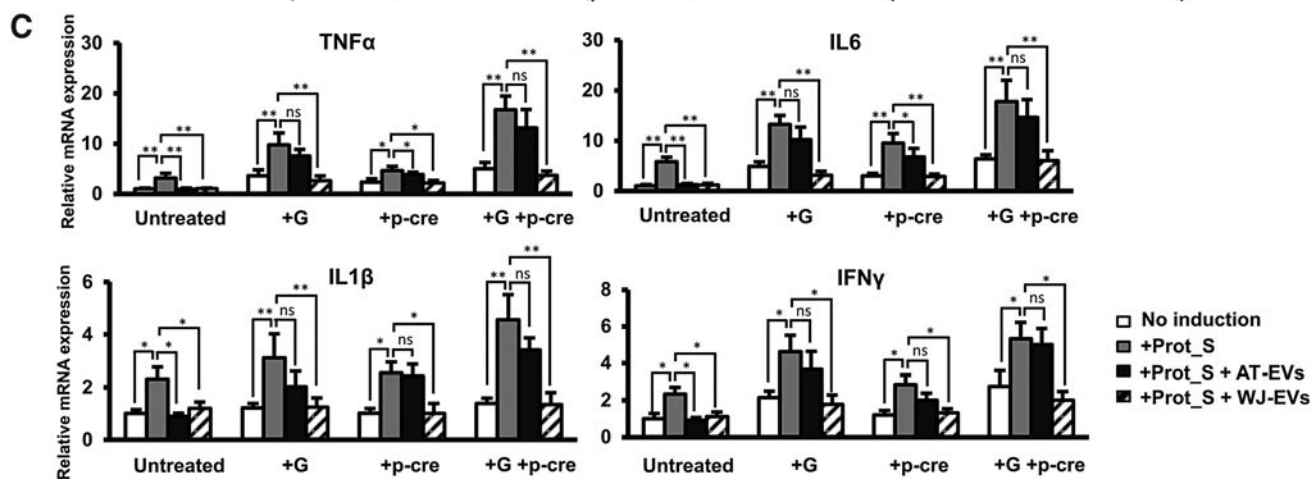 C
TNFα
Relative mRNA expression
30
20
10
0
** ** **
** ns **
* * *
** ns **
Untreated +G +p-cre +G +p-cre
IL6
30
20
10
0
** ** **
** ns **
** * **
** ns **
Untreated +G +p-cre +G +p-cre
IL1β
Relative mRNA expression
6
4
2
0
* * *
** ns **
* ns *
** ns **
Untreated +G +p-cre +G +p-cre
IFNγ
8
6
4
2
0
* * *
* ns *
* ns *
* ns *
Untreated +G +p-cre +G +p-cre
No induction
+Prot_S
+Prot_S + AT-EVs
+Prot_S + WJ-EVs